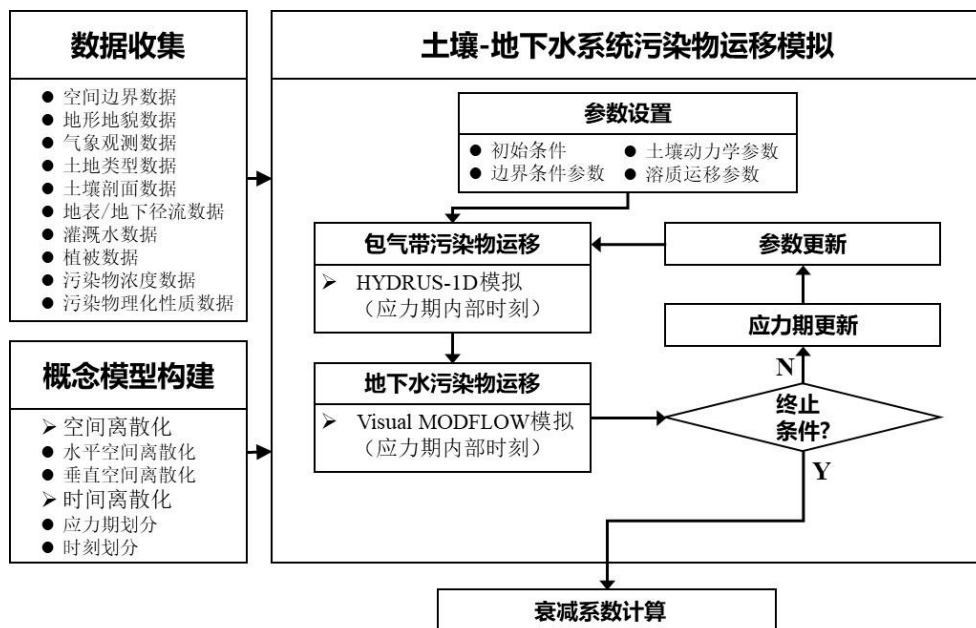 数据收集
● 空间边界数据
● 地形地貌数据
● 气象观测数据
● 土地类型数据
● 土壤剖面数据
● 地表/地下径流数据
● 灌溉水数据
● 植被数据
● 污染物浓度数据
● 污染物理化性质数据
概念模型构建
➢ 空间离散化
● 水平空间离散化
● 垂直空间离散化
➢ 时间离散化
● 应力期划分
● 时刻划分
土壤-地下水系统污染物运移模拟
参数设置
● 初始条件 ● 土壤动力学参数
● 边界条件参数 ● 溶质运移参数
包气带污染物运移
➢ HYDRUS-1D模拟
（应力期内部时刻）
参数更新
应力期更新
地下水污染物运移
➢ Visual MODFLOW模拟
（应力期内部时刻）
N
终止
条件?
Y
衰减系数计算